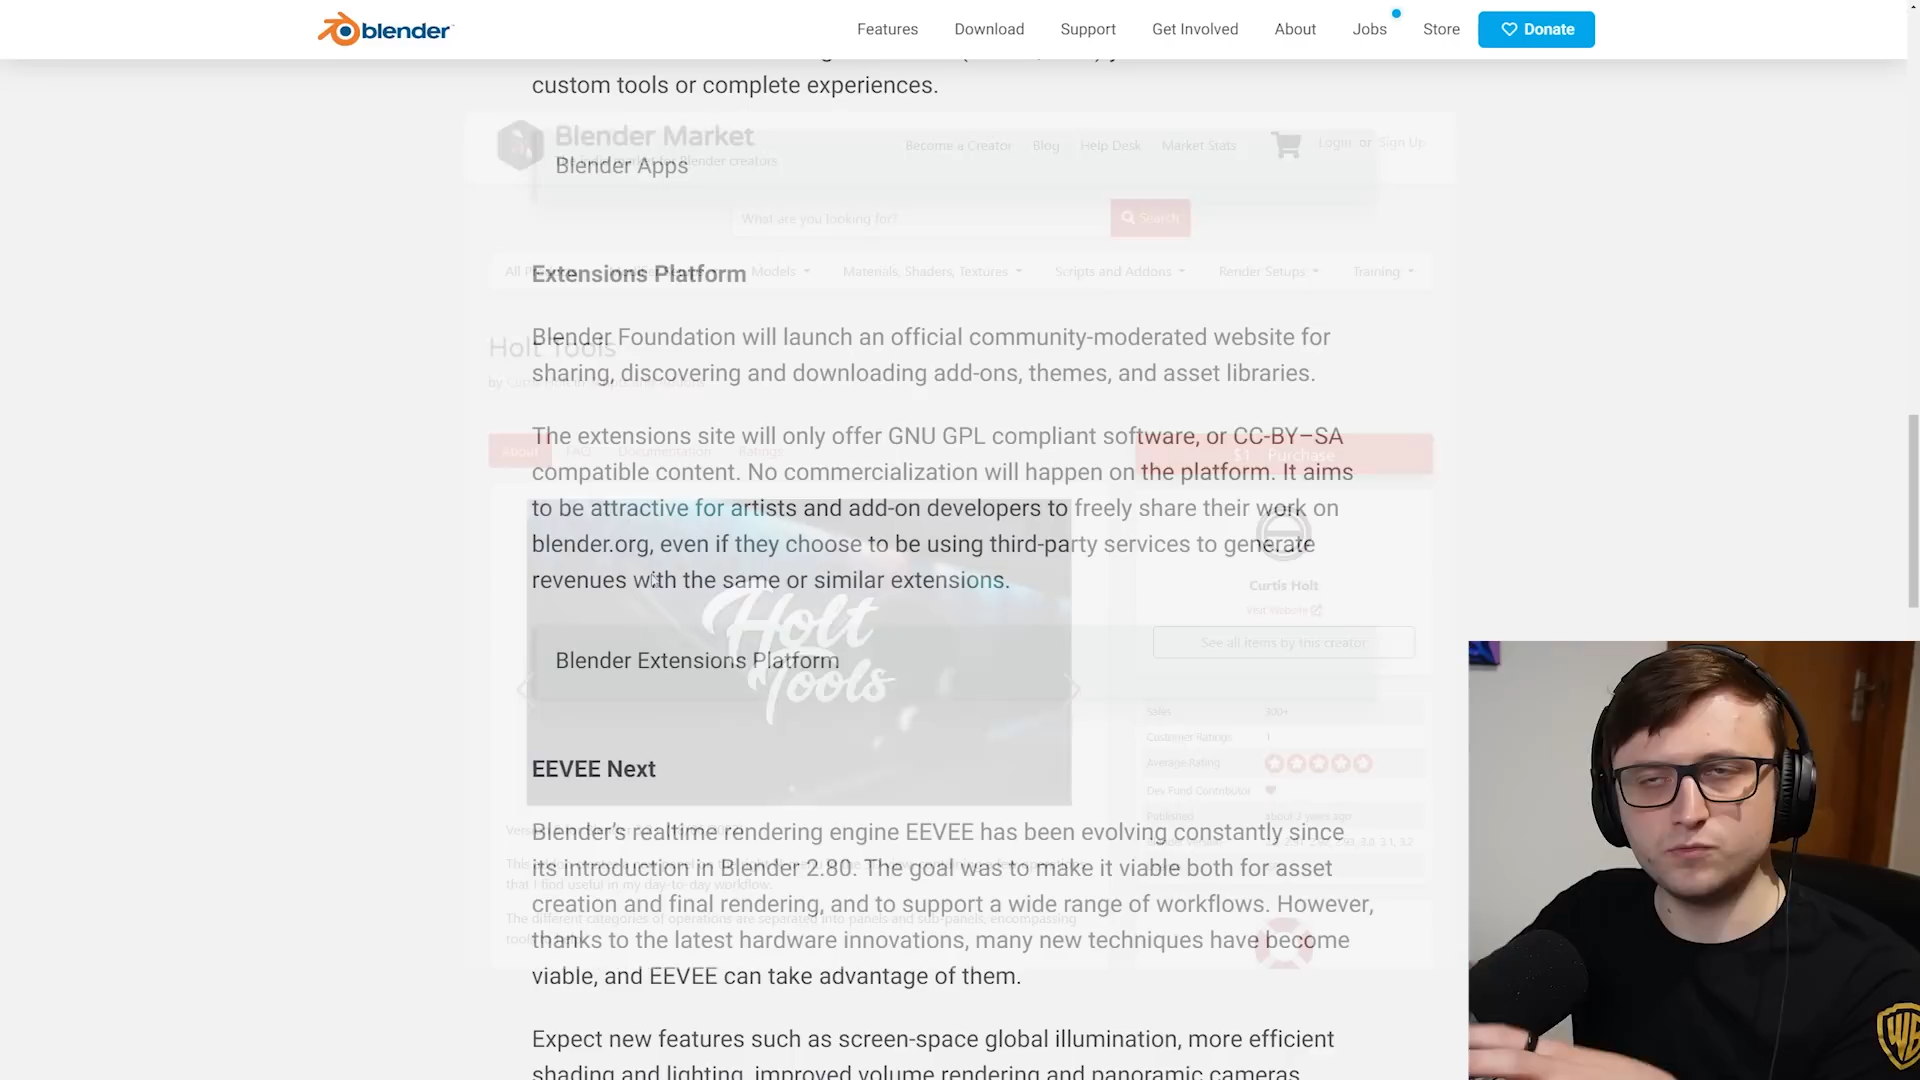 blender
Features
Download
Support
Get Involved
About
Jobs
Store
Donate
custom tools or complete experiences.
Blender Market
Become a Creator
Blog
Help Desk
Market Stats
Login or Sign Up
Blender Apps
What are you looking for?
Search
Extensions Platform
Models
Materials, Shaders, Textures
Scripts and Addons
Render Setups
Training
Blender Foundation will launch an official community-moderated website for
sharing, discovering and downloading add-ons, themes, and asset libraries.
Holt Tools
About
FAQ
Documentation
Ratings
$1 Purchase
The extensions site will only offer GNU GPL compliant software, or CC-BY–SA
compatible content. No commercialization will happen on the platform. It aims
to be attractive for artists and add-on developers to freely share their work on
blender.org, even if they choose to be using third-party services to generate
revenues with the same or similar extensions.
Holt
Tools
Curtis Holt
Visit Website
See all items by this creator
Blender Extensions Platform
Sales 300+
Customer Ratings 1
Average Rating
Dev Fund Contributor
Published about 3 years ago
EEVEE Next
Blender's realtime rendering engine EEVEE has been evolving constantly since
its introduction in Blender 2.80. The goal was to make it viable both for asset
creation and final rendering, and to support a wide range of workflows. However,
thanks to the latest hardware innovations, many new techniques have become
viable, and EEVEE can take advantage of them.
that I find useful in my day-to-day workflow.
The different categories of operations are separated into panels and sub-panels, encompassing
Expect new features such as screen-space global illumination, more efficient
shading and lighting, improved volume rendering and panoramic cameras
WB